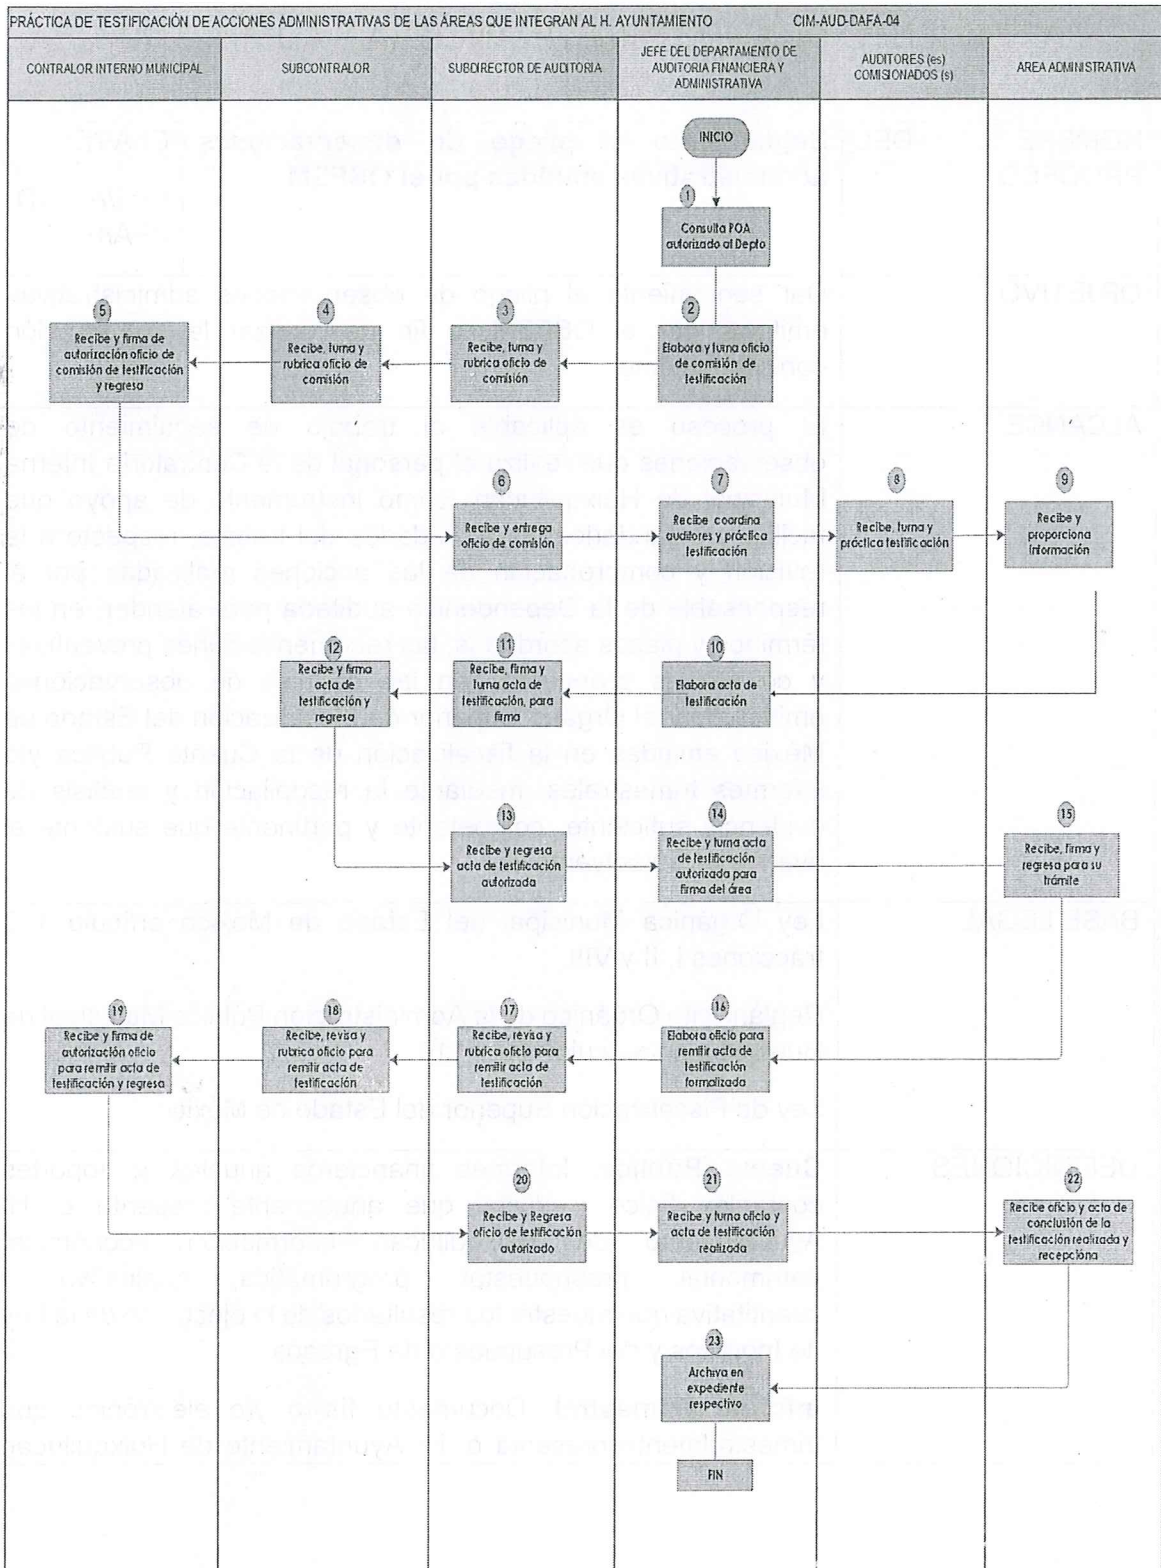 PRÁCTICA DE TESTIFICACIÓN DE ACCIONES ADMINISTRATIVAS DE LAS ÁREAS QUE INTEGRAN AL H. AYUNTAMIENTO CIM-AUD-DAFA-04
CONTRALOR INTERNO MUNICIPAL
SUBCONTRALOR
SUBDIRECTOR DE AUDITORIA
JEFE DEL DEPARTAMENTO DE
AUDITORIA FINANCIERA Y
ADMINISTRATIVA
AUDITORES (es)
COMISIONADOS (s)
AREA ADMINISTRATIVA
INICIO
1
Consulta POA
autorizado al Depto
2
Elabora y turna oficio
de comisión de
testificación
3
Recibe, turna y
rubrica oficio de
comisión
4
Recibe, turna y
rubrica oficio de
comisión
5
Recibe y firma de
autorización oficio de
comisión de testificación
y regresa
6
Recibe y entrega
oficio de comisión
7
Recibe coordina
auditores y práctica
testificación
8
Recibe, turna y
práctica testificación
9
Recibe y
proporciona
información
10
Elabora acta de
testificación
11
Recibe, firma y
turna acta de
testificación, para
firma
12
Recibe y firma
acta de
testificación y
regresa
13
Recibe y regresa
acta de testificación
autorizada
14
Recibe y turna acta
de testificación
autorizada para
firma del área
15
Recibe, firma y
regresa para su
trámite
16
Elabora oficio para
remitir acta de
testificación
formalizada
17
Recibe, revisa y
rubrica oficio para
remitir acta de
testificación
18
Recibe, revisa y
rubrica oficio para
remitir acta de
testificación
19
Recibe y firma de
autorización oficio
para remitir acta de
testificación y regresa
20
Recibe y Regresa
oficio de testificación
autorizado
21
Recibe y turna oficio y
acta de testificación
realizada
22
Recibe oficio y acta de
conclusión de la
testificación realizada y
recepcióna
23
Archiva en
expediente
respectivo
FIN